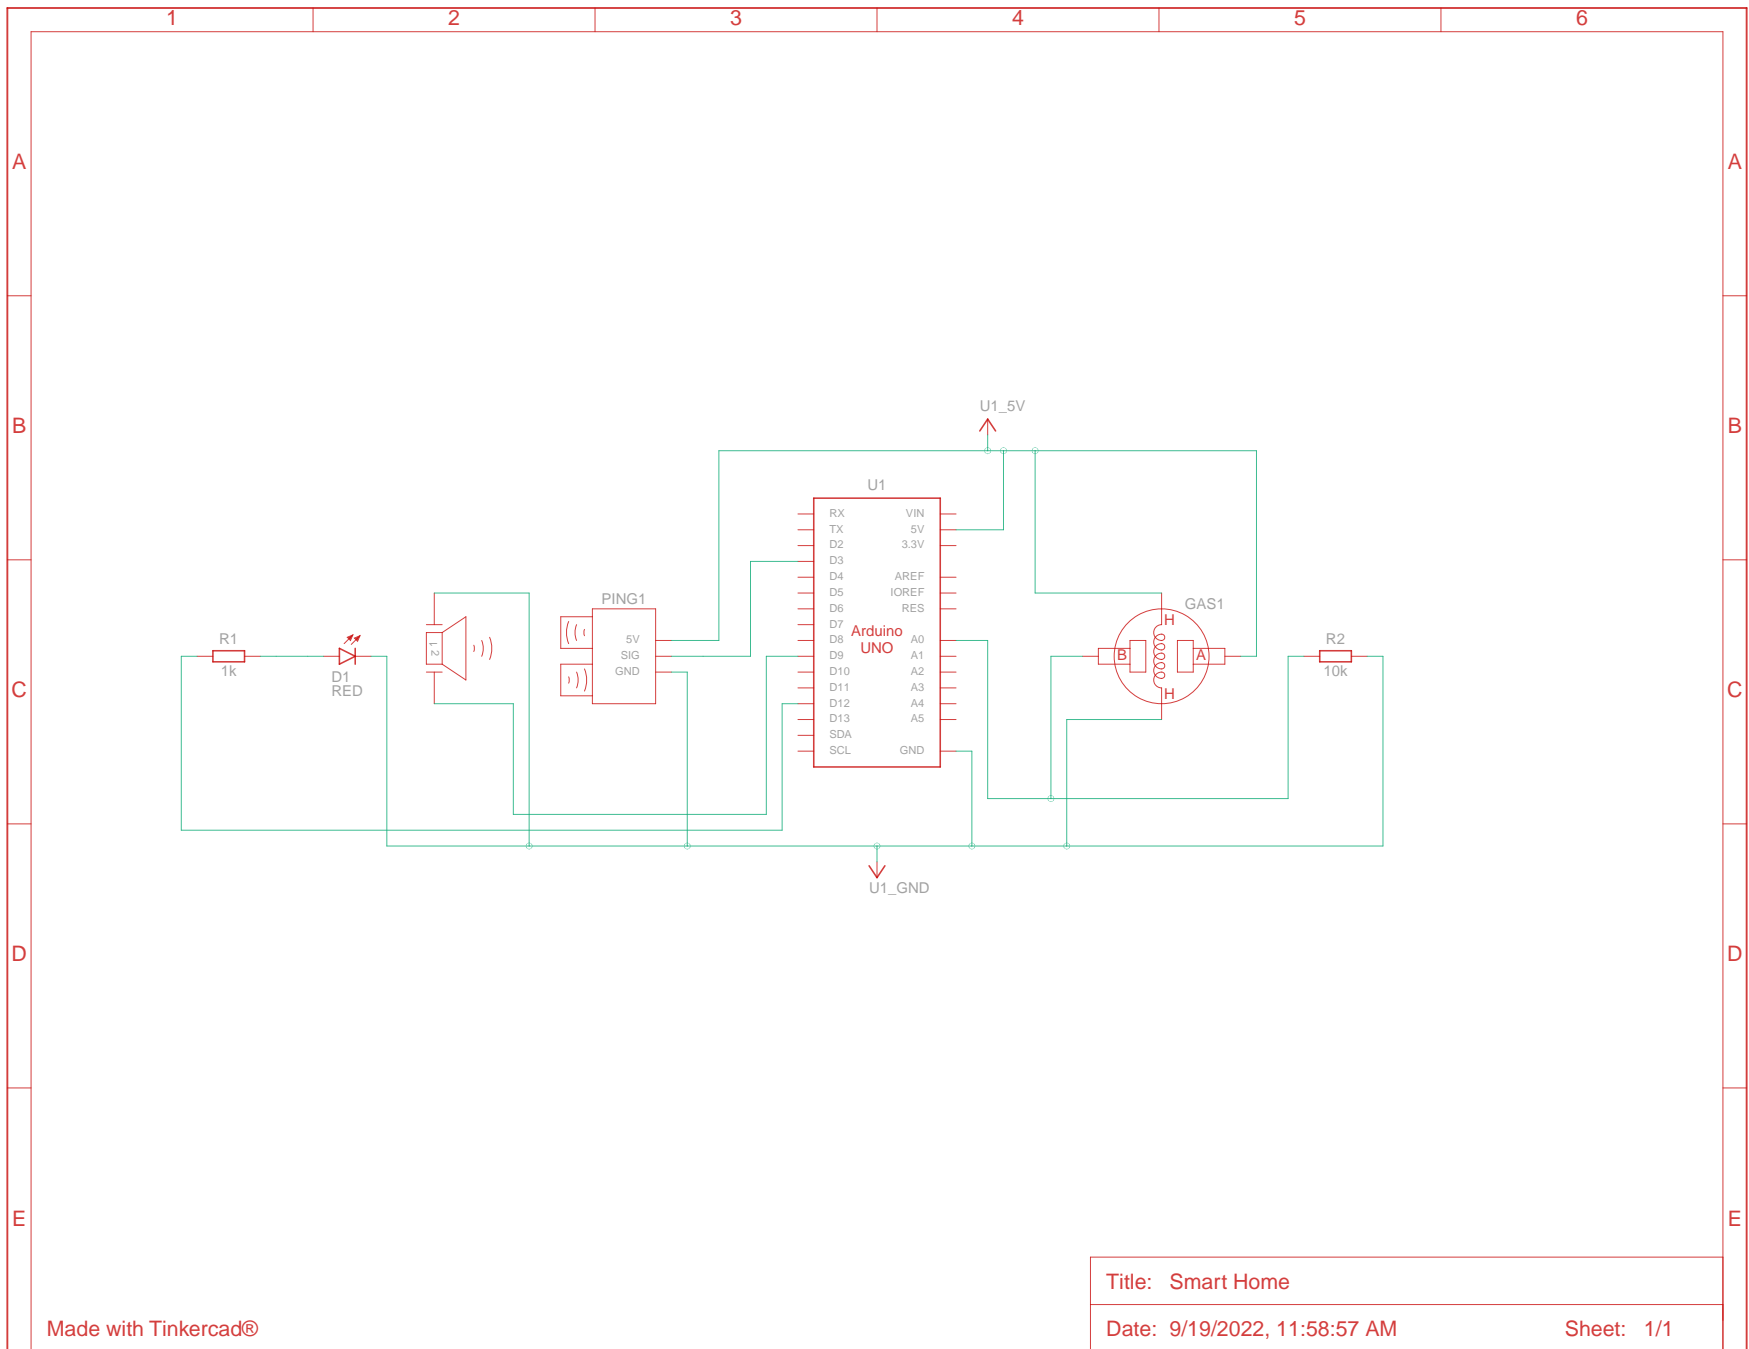 1 2 3 4 5 6
A A
B B
C C
D D
E E
U1_5V
U1
RX VIN
TX 5V
D2 3.3V
D3
D4 AREF
D5 IOREF
D6 RES
D7
D8 A0
D9 A1
D10 A2
D11 A3
D12 A4
D13 A5
SDA
SCL GND
Arduino
UNO
R1
1k
D1
RED
1 2
PING1
5V
SIG
GND
GAS1
H
B A
H
R2
10k
U1_GND
Title: Smart Home
Made with Tinkercad®
Date: 9/19/2022, 11:58:57 AM Sheet: 1/1